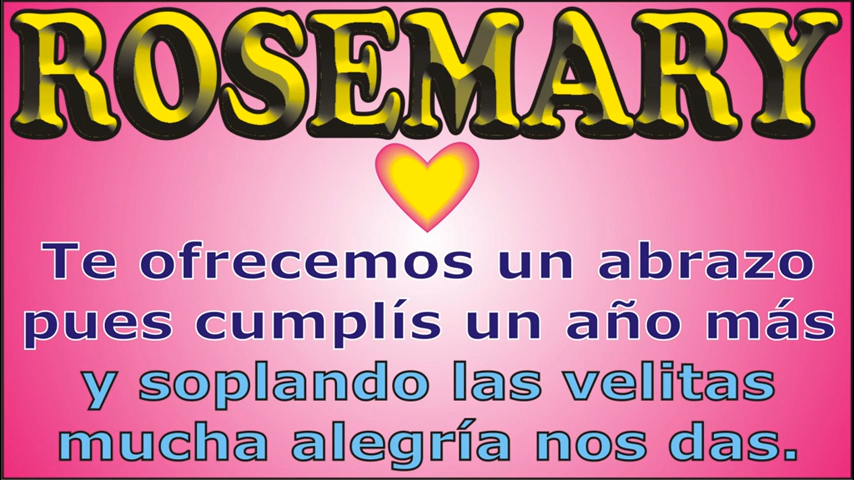 ROSEMARY
Te ofrecemos un abrazo
pues cumplís un año más
y soplando las velitas
mucha alegría nos das.